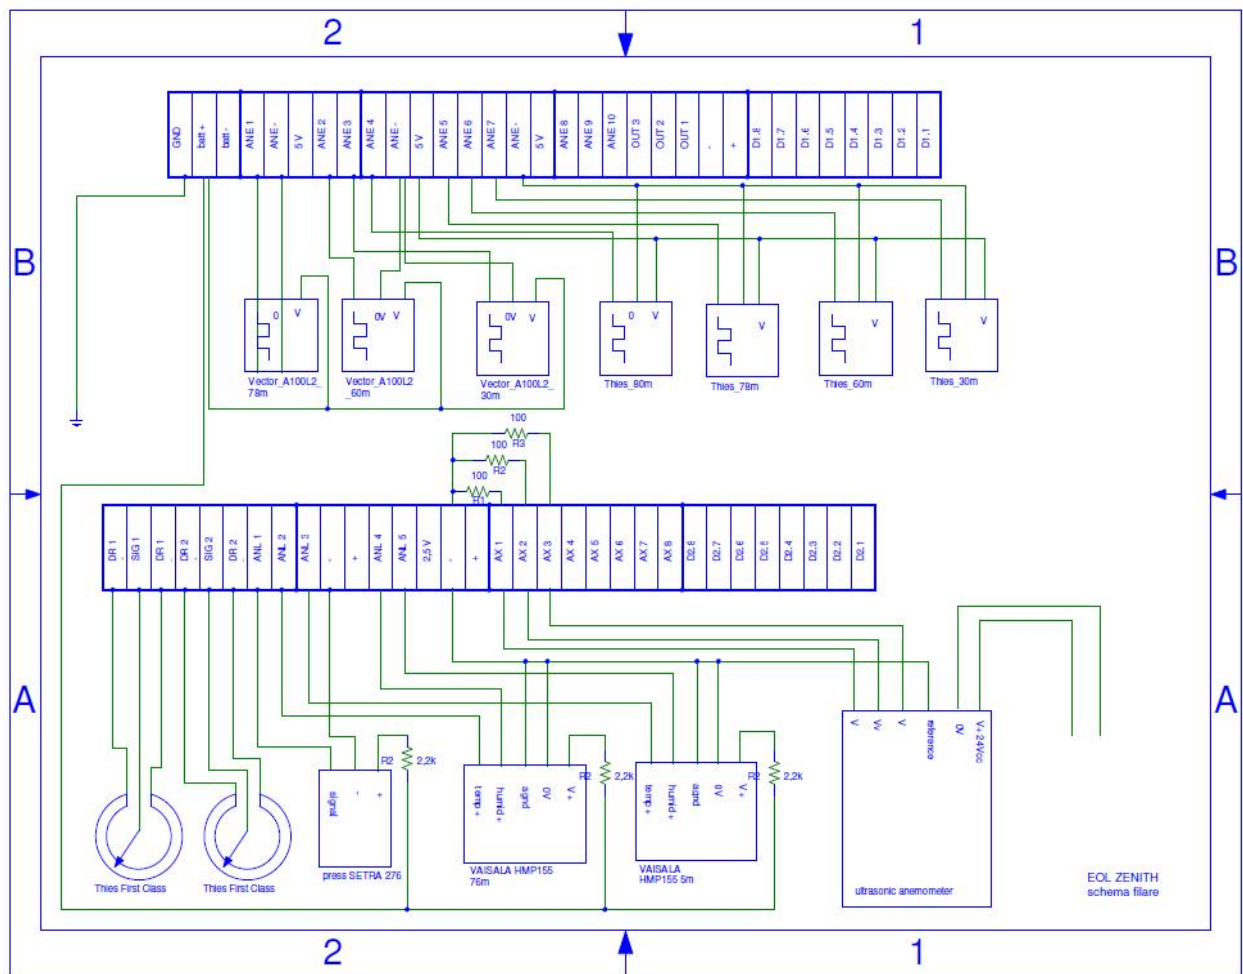 2 1
GND batt+ batt- ANE 1 ANE - 5 V ANE 2 ANE 3 ANE 4 ANE - 5 V ANE 5 ANE 6 ANE 7 ANE - 5 V ANE 8 ANE 9 ANE 10 OUT 3 OUT 2 OUT 1 - + D1.8 D1.7 D1.6 D1.5 D1.4 D1.3 D1.2 D1.1
B B
0 V 0V V 0V V 0 V V V V
Vector_A100L2_
78m
Vector_A100L2
_60m
Vector_A100L2_
30m
Thies_80m
Thies_78m
Thies_60m
Thies_30m
100
R3
100
R2
100
R1
DR 1 - SIG 1 DR 1 - DR 2 - SIG 2 DR 2 - ANL 1 ANL 2 ANL 3 - + ANL 4 ANL 5 2,5 V - + AX 1 AX 2 AX 3 AX 4 AX 5 AX 6 AX 7 AX 8 D2.8 D2.7 D2.6 D2.5 D2.4 D2.3 D2.2 D2.1
A A
R2 2,2k
R2 2,2k
R2 2,2k
signal - +
temp+ humid+ agnd 0V V+
temp+ humid+ agnd 0V V+
V Vv V reference 0V V+24Vcc
Thies First Class
Thies First Class
press SETRA 276
VAISALA HMP155
76m
VAISALA
HMP155 5m
ultrasonic anemometer
EOL ZENITH
schema filare
2 1